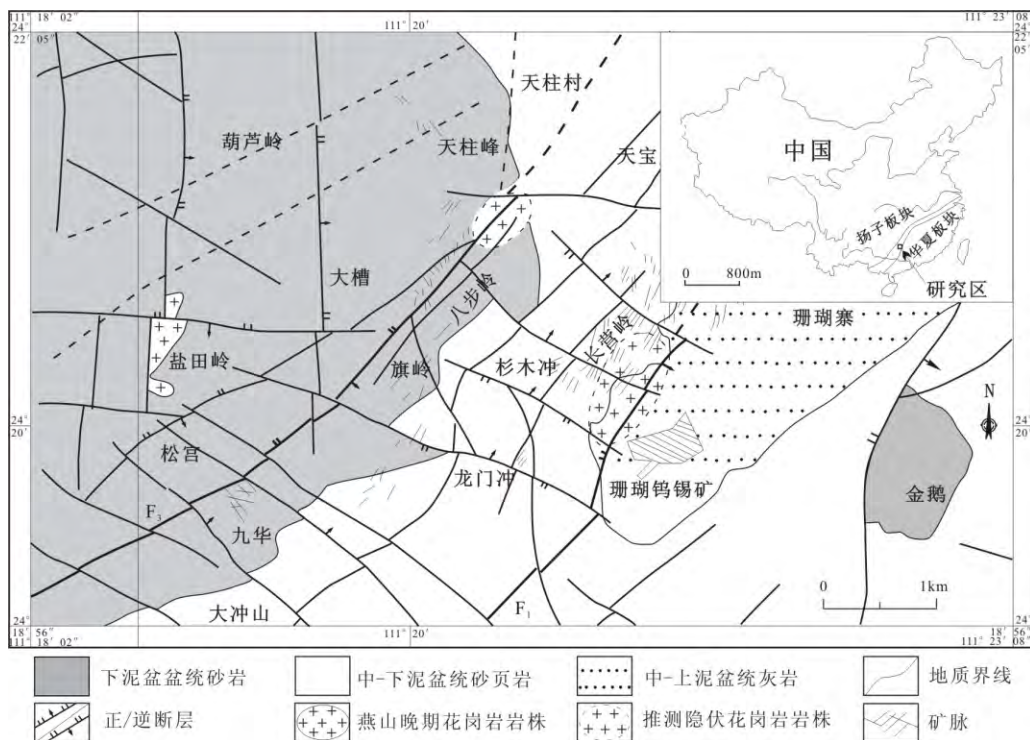 111° 18′ 02″
111° 20′
111° 23′ 08″
24° 22′ 05″
24° 22′ 05″
天柱村
中国
扬子板块
华夏板块
0 800m
研究区
葫芦岭
天柱峰
天宝
大槽
八步岭
长营岭
珊瑚寨
盐田岭
旗岭
杉木冲
N
24° 20′
24° 20′
松宫
龙门冲
珊瑚钨锡矿
金鹅
F3
九华
0 1km
大冲山
F1
24° 18′ 56″
111° 18′ 02″
111° 20′
24° 18′ 56″
111° 23′ 08″
下泥盆盆统砂岩
中-下泥盆统砂页岩
中-上泥盆统灰岩
地质界线
正/逆断层
燕山晚期花岗岩岩株
推测隐伏花岗岩岩株
矿脉